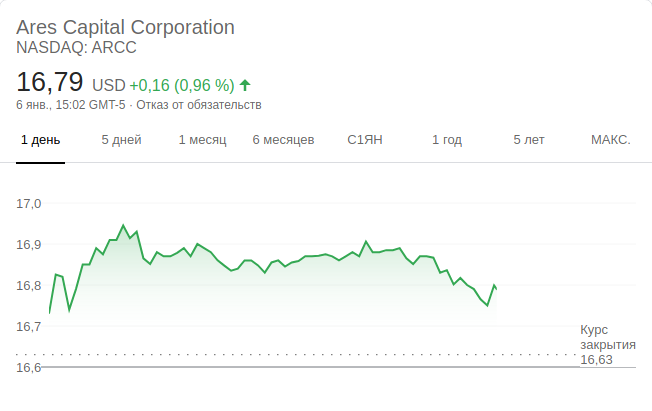 Ares Capital Corporation
NASDAQ: ARCC
16,79 USD +0,16 (0,96 %)
6 янв., 15:02 GMT-5 · Отказ от обязательств
1 день 5 дней 1 месяц 6 месяцев С1ЯН 1 год 5 лет МАКС.
17,0
16,9
16,8
16,7
Курс
закрытия
16,63
16,6